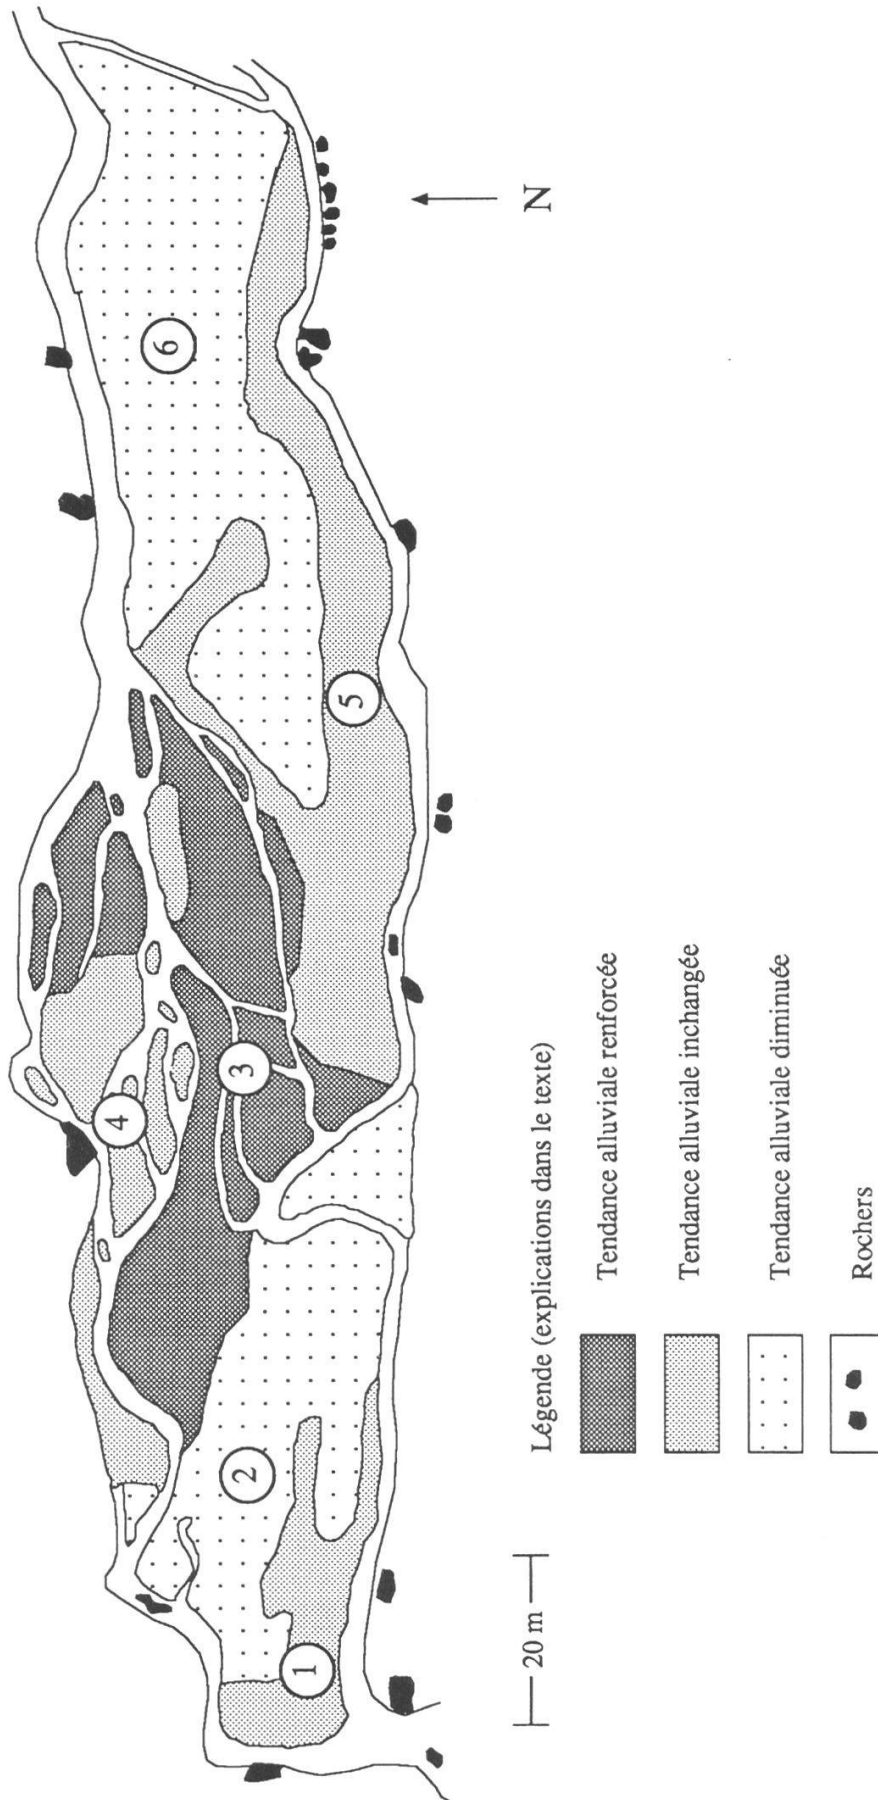 1
2
3
4
5
6
N
20 m
Légende (explications dans le texte)
Tendance alluviale renforcée
Tendance alluviale inchangée
Tendance alluviale diminuée
Rochers